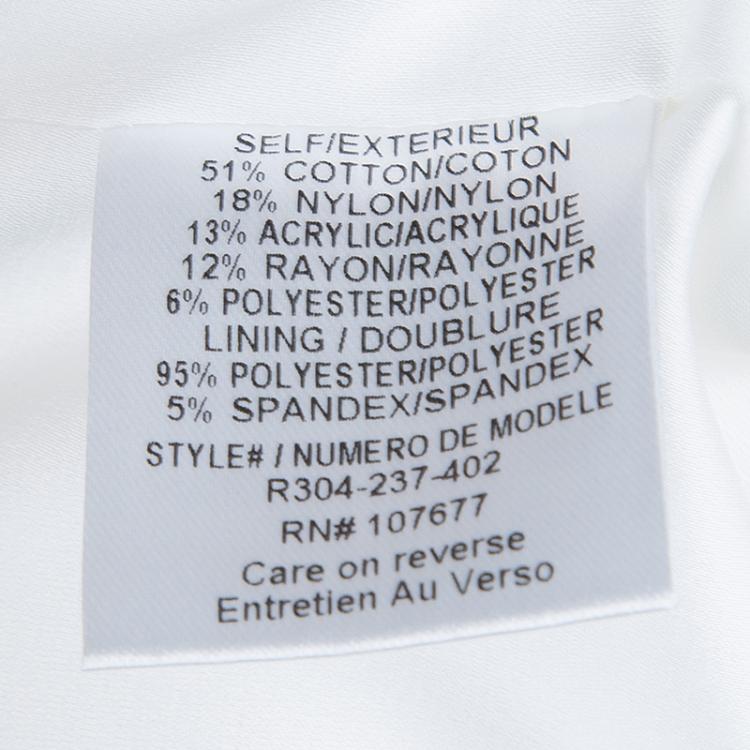 SELF/EXTERIEUR
51% COTTON/COTON
18% NYLON/NYLON
13% ACRYLIC/ACRYLIQUE
12% RAYON/RAYONNE
6% POLYESTER/POLYESTER
LINING / DOUBLURE
95% POLYESTER/POLYESTER
5% SPANDEX/SPANDEX
STYLE# / NUMERO DE MODELE
R304-237-402
RN# 107677
Care on reverse
Entretien Au Verso